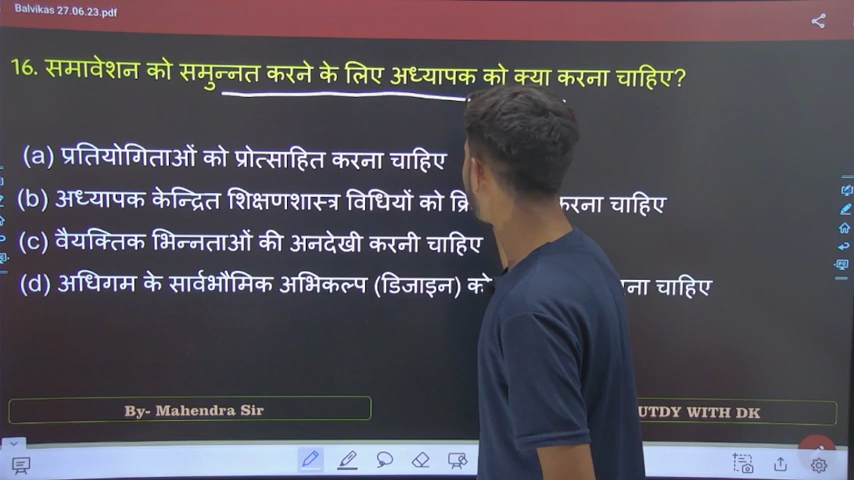 Balvikas 27.06.23.pdf
16. समावेशन को समुन्नत करने के लिए अध्यापक को क्या करना चाहिए?
(a) प्रतियोगिताओं को प्रोत्साहित करना चाहिए
(b) अध्यापक केन्द्रित शिक्षणशास्त्र विधियों को करना चाहिए
(c) वैयक्तिक भिन्नताओं की अनदेखी करनी चाहिए
(d) अधिगम के सार्वभौमिक अभिकल्प (डिजाइन) को चाहिए
By- Mahendra Sir
WITH DK